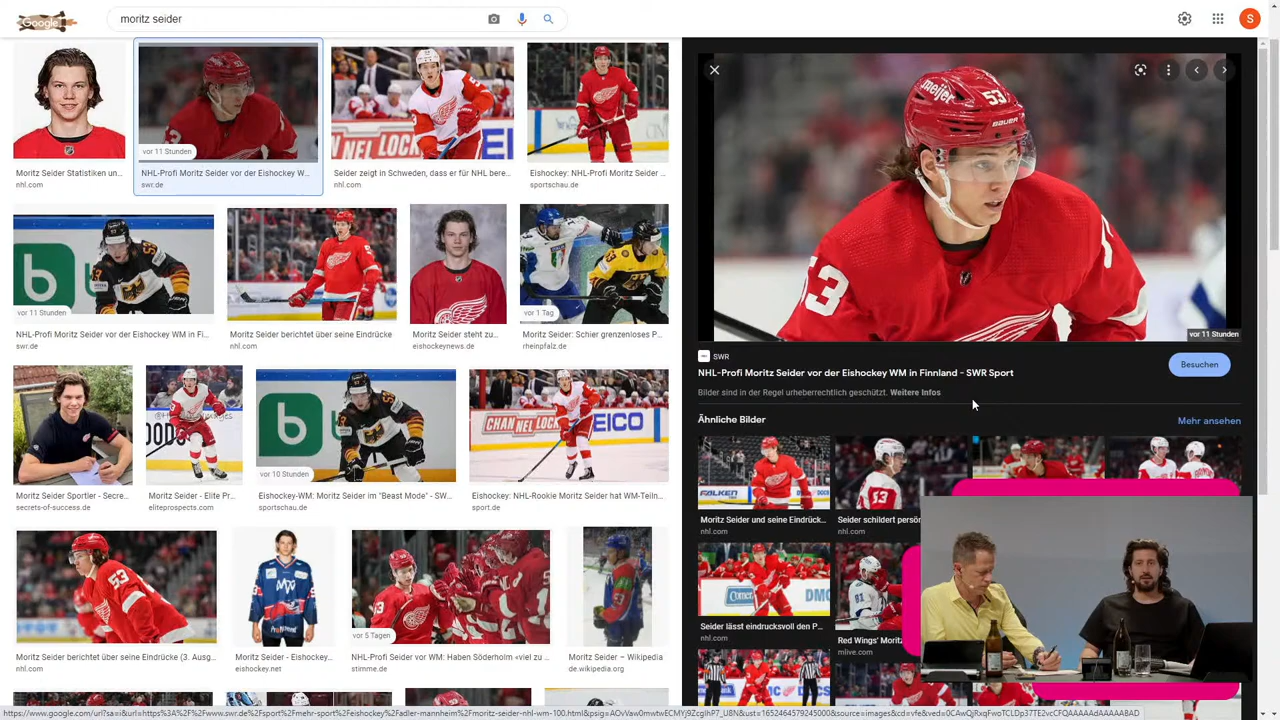 Google
moritz seider
S
vor 11 Stunden
Moritz Seider Statistiken un...
nhl.com
NHL-Profi Moritz Seider vor der Eishockey W...
swr.de
Seider zeigt in Schweden, dass er für NHL bere...
nhl.com
Eishockey: NHL-Profi Moritz Seider ...
sportschau.de
vor 11 Stunden
vor 1 Tag
NHL-Profi Moritz Seider vor der Eishockey WM in Fi...
swr.de
Moritz Seider berichtet über seine Eindrücke
nhl.com
Moritz Seider steht zu...
eishockeynews.de
Moritz Seider: Schier grenzenloses P...
rheinpfalz.de
vor 10 Stunden
Moritz Seider Sportler - Secre...
secrets-of-success.de
Moritz Seider - Elite Pr...
eliteprospects.com
Eishockey-WM: Moritz Seider im "Beast Mode" - SW...
sportschau.de
Eishockey: NHL-Rookie Moritz Seider hat WM-Teiln...
sport.de
vor 5 Tagen
Moritz Seider berichtet über seine Eindrücke (3. Ausg...
nhl.com
Moritz Seider - Eishockey...
eishockey.net
NHL-Profi Seider vor WM: Haben Söderholm «viel zu ...
stimme.de
Moritz Seider – Wikipedia
de.wikipedia.org
meijer
53
BAUER
53
vor 11 Stunden
SWR
NHL-Profi Moritz Seider vor der Eishockey WM in Finnland - SWR Sport
Besuchen
Bilder sind in der Regel urheberrechtlich geschützt. Weitere Infos
Ähnliche Bilder
Mehr ansehen
Moritz Seider und seine Eindrück...
nhl.com
Seider schildert persön
nhl.com
Seider lässt eindrucksvoll den P...
nhl.com
Red Wings' Moritz
mlive.com